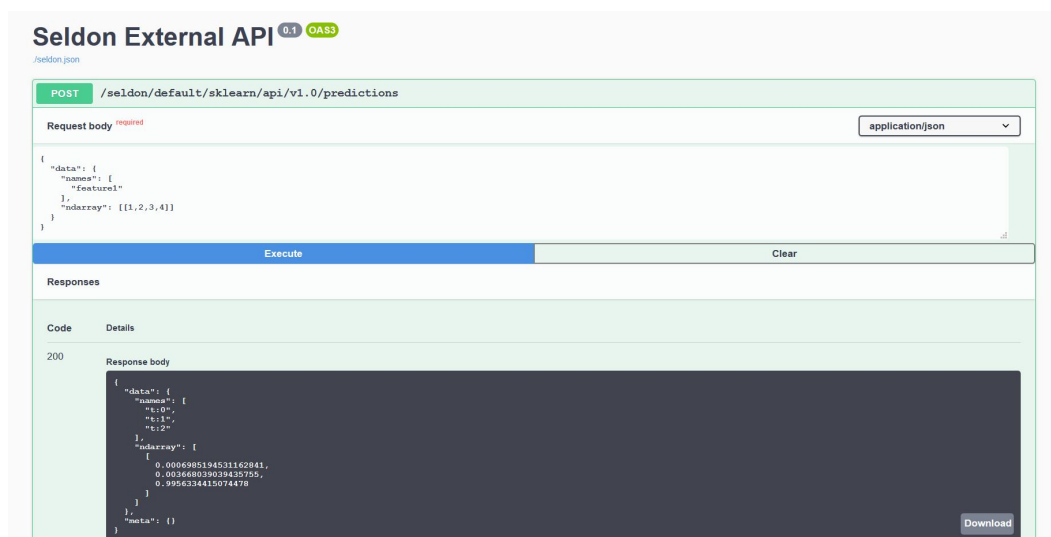 Seldon External API 0.1 OAS3
/seldon.json
POST /seldon/default/sklearn/api/v1.0/predictions
Request body required application/json
{
"data": {
"names": [
"feature1"
],
"ndarray": [[1,2,3,4]]
}
}
Execute Clear
Responses
Code Details
200
Response body
{
"data": {
"names": [
"t:0",
"t:1",
"t:2"
],
"ndarray": [
[
0.0006985194531162841,
0.003668039039435755,
0.9956334415074478
]
]
},
"meta": {}
}
Download